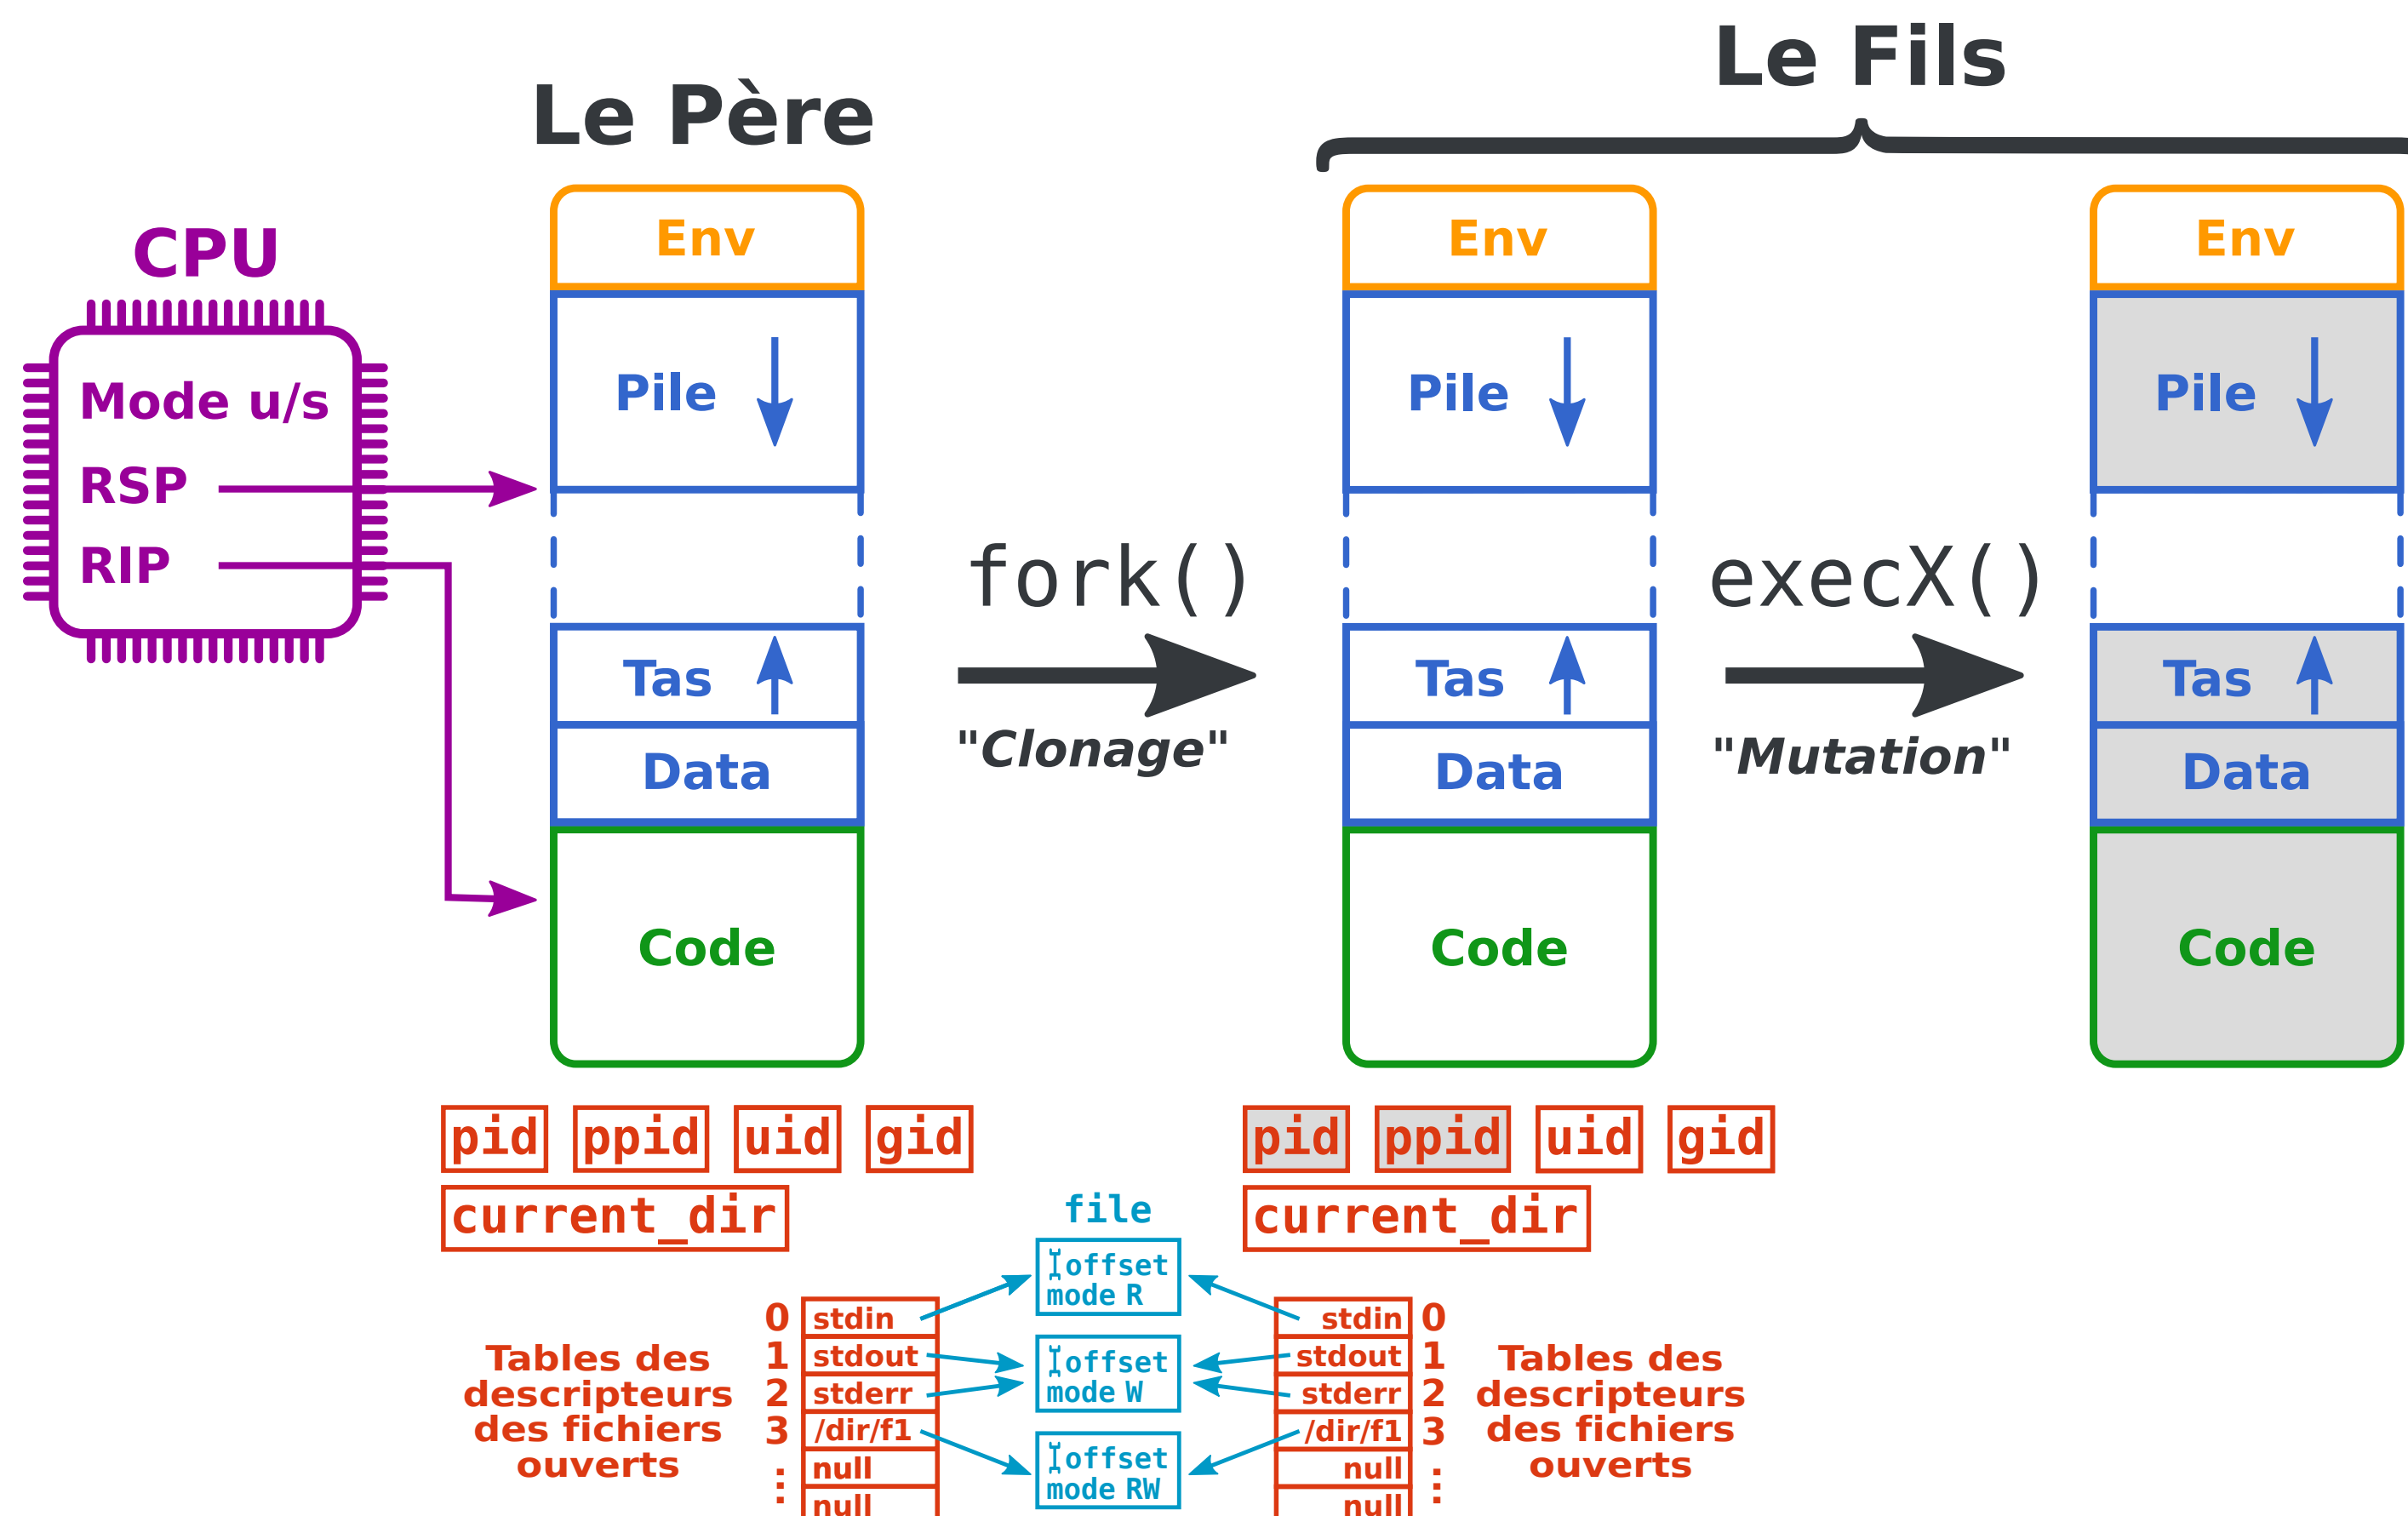 Le Fils
Le Père
CPU
Mode u/s
RSP
RIP
Env
Pile
Tas
Data
Code
fork()
"Clonage"
Env
Pile
Tas
Data
Code
execX()
"Mutation"
Env
Pile
Tas
Data
Code
pid ppid uid gid
current_dir
pid ppid uid gid
current_dir
Tables des
descripteurs
des fichiers
ouverts
0 stdin
1 stdout
2 stderr
3 /dir/f1
⋮ null
null
file
offset
mode R
offset
mode W
offset
mode RW
stdin 0
stdout 1
stderr 2
/dir/f1 3
null ⋮
null
Tables des
descripteurs
des fichiers
ouverts